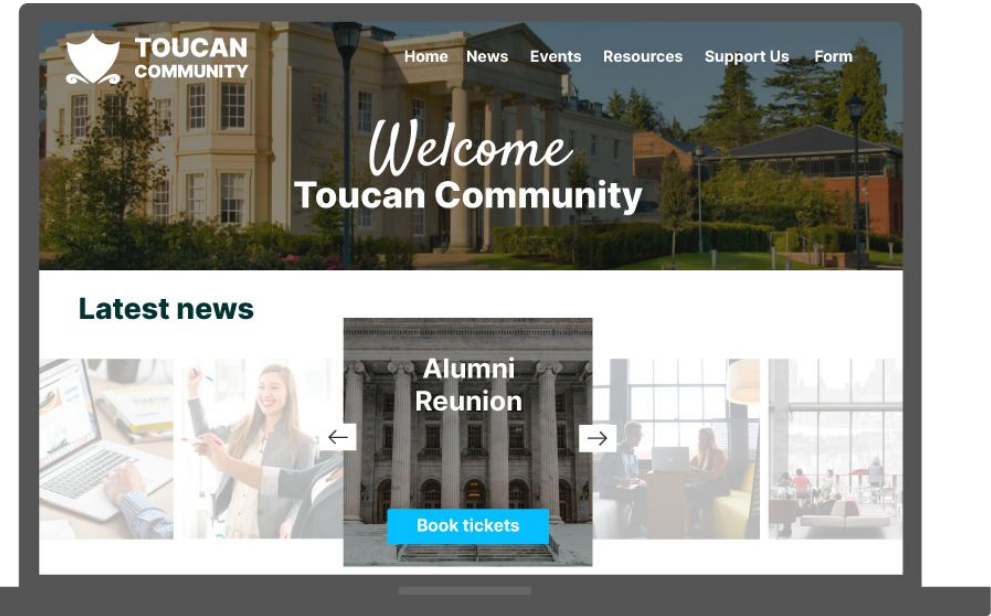 TOUCAN
COMMUNITY
Home News Events Resources Support Us Form
Welcome
Toucan Community
Latest news
Alumni
Reunion
Book tickets